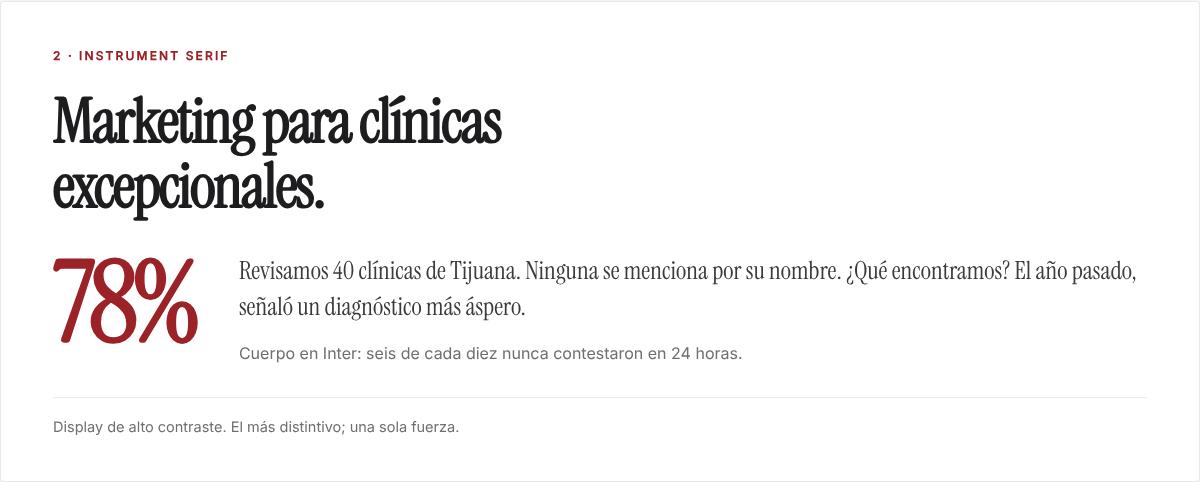 2 · INSTRUMENT SERIF
Marketing para clínicas
excepcionales.
78%
Revisamos 40 clínicas de Tijuana. Ninguna se menciona por su nombre. ¿Qué encontramos? El año pasado,
señaló un diagnóstico más áspero.
Cuerpo en Inter: seis de cada diez nunca contestaron en 24 horas.
Display de alto contraste. El más distintivo; una sola fuerza.